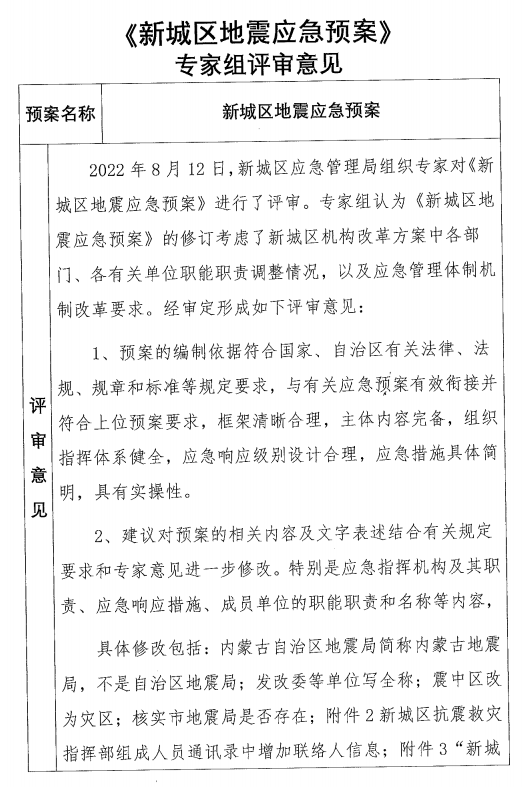 《新城区地震应急预案》
专家组评审意见
预案名称
新城区地震应急预案
评审意见
2022 年 8 月 12 日,新城区应急管理局组织专家对《新
城区地震应急预案》进行了评审。专家组认为《新城区地
震应急预案》的修订考虑了新城区机构改革方案中各部
门、各有关单位职能职责调整情况，以及应急管理体制机
制改革要求。经审定形成如下评审意见：
1、预案的编制依据符合国家、自治区有关法律、法
规、规章和标准等规定要求，与有关应急预案有效衔接并
符合上位预案要求，框架清晰合理，主体内容完备，组织
指挥体系健全，应急响应级别设计合理，应急措施具体简
明，具有实操性。
2、建议对预案的相关内容及文字表述结合有关规定
要求和专家意见进一步修改。特别是应急指挥机构及其职
责、应急响应措施、成员单位的职能职责和名称等内容，
具体修改包括：内蒙古自治区地震局简称内蒙古地震
局，不是自治区地震局；发改委等单位写全称；震中区改
为灾区；核实市地震局是否存在；附件 2 新城区抗震救灾
指挥部组成人员通讯录中增加联络人信息；附件 3 “新城